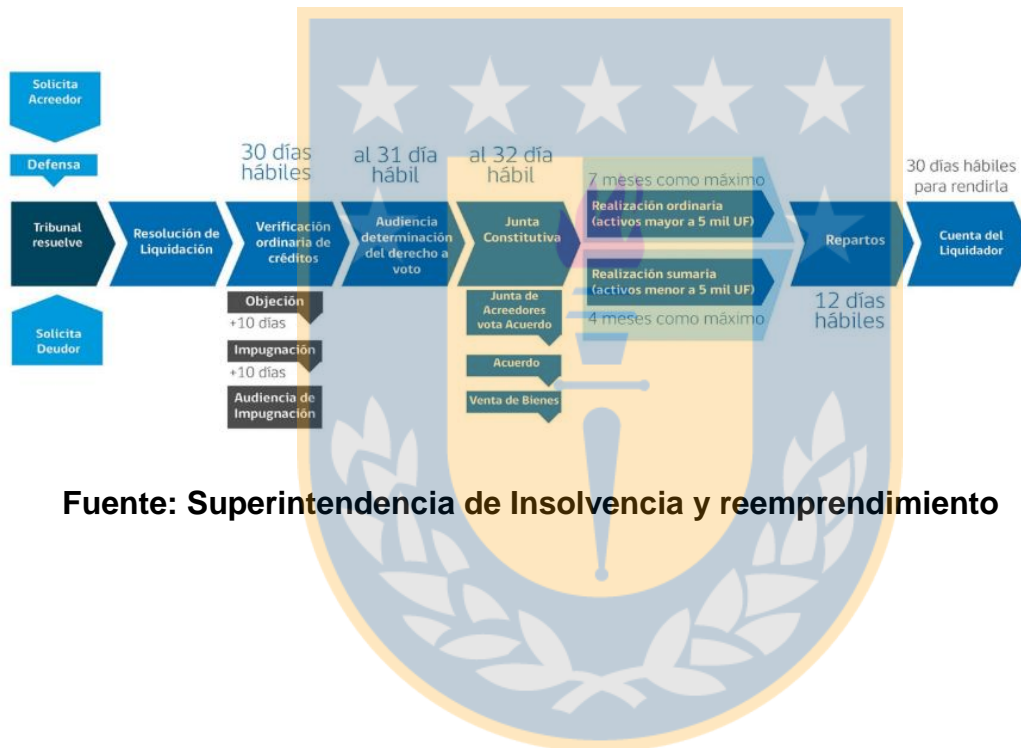 Solicita
Acreedor
Defensa
Tribunal
resuelve
Solicita
Deudor
Resolución de
Liquidación
30 días
hábiles
Verificación
ordinaria de
créditos
Objeción
+10 días
Impugnación
+10 días
Audiencia de
Impugnación
al 31 día
hábil
Audiencia
determinación
del derecho a
voto
al 32 día
hábil
Junta
Constitutiva
Junta de
Acreedores
vota Acuerdo
Acuerdo
Venta de Bienes
7 meses como máximo
Realización ordinaria
(activos mayor a 5 mil UF)
Realización sumaria
(activos menor a 5 mil UF)
4 meses como máximo
Repartos
12 días
hábiles
30 días hábiles
para rendirla
Cuenta del
Liquidador
Fuente: Superintendencia de Insolvencia y reemprendimiento